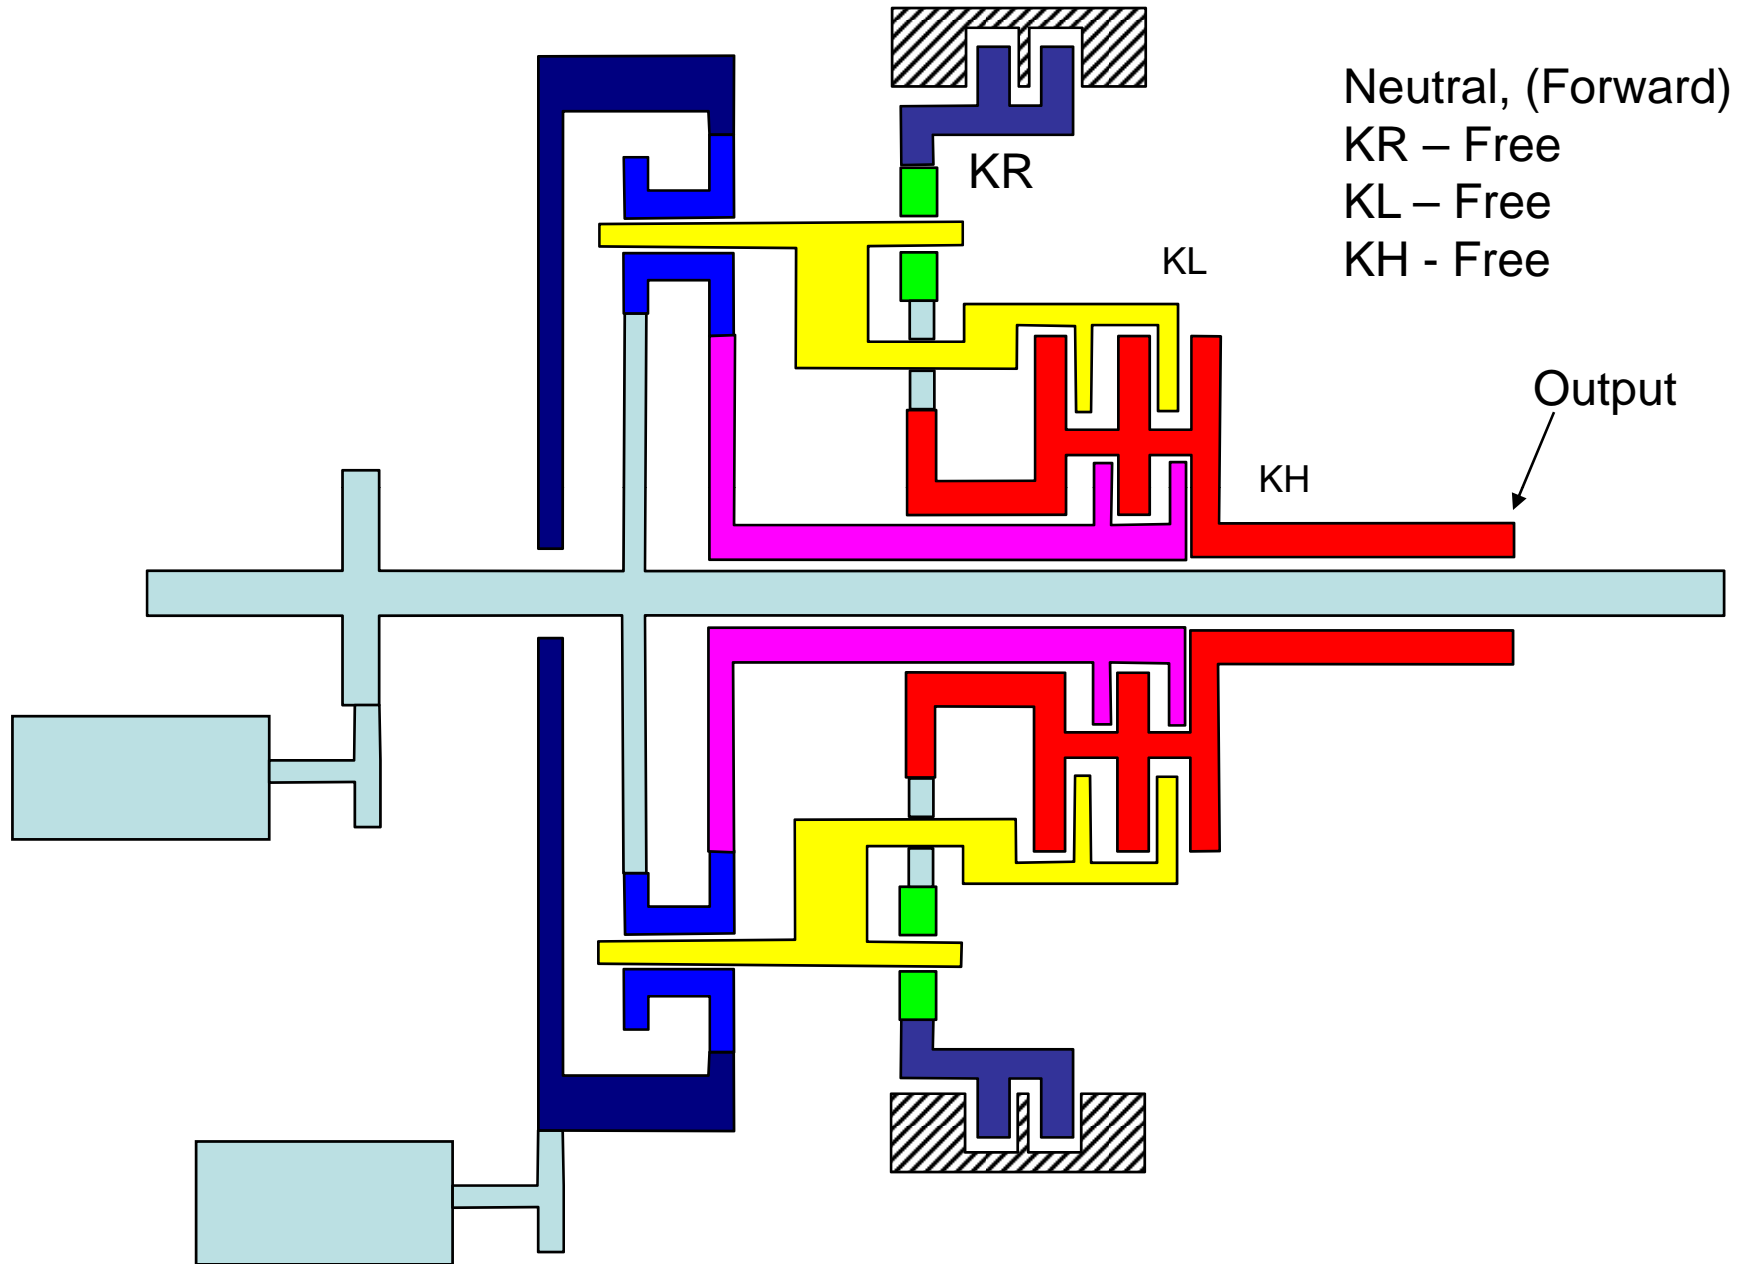 Neutral, (Forward)
KR – Free
KL – Free
KH - Free
KR
KL
Output
KH